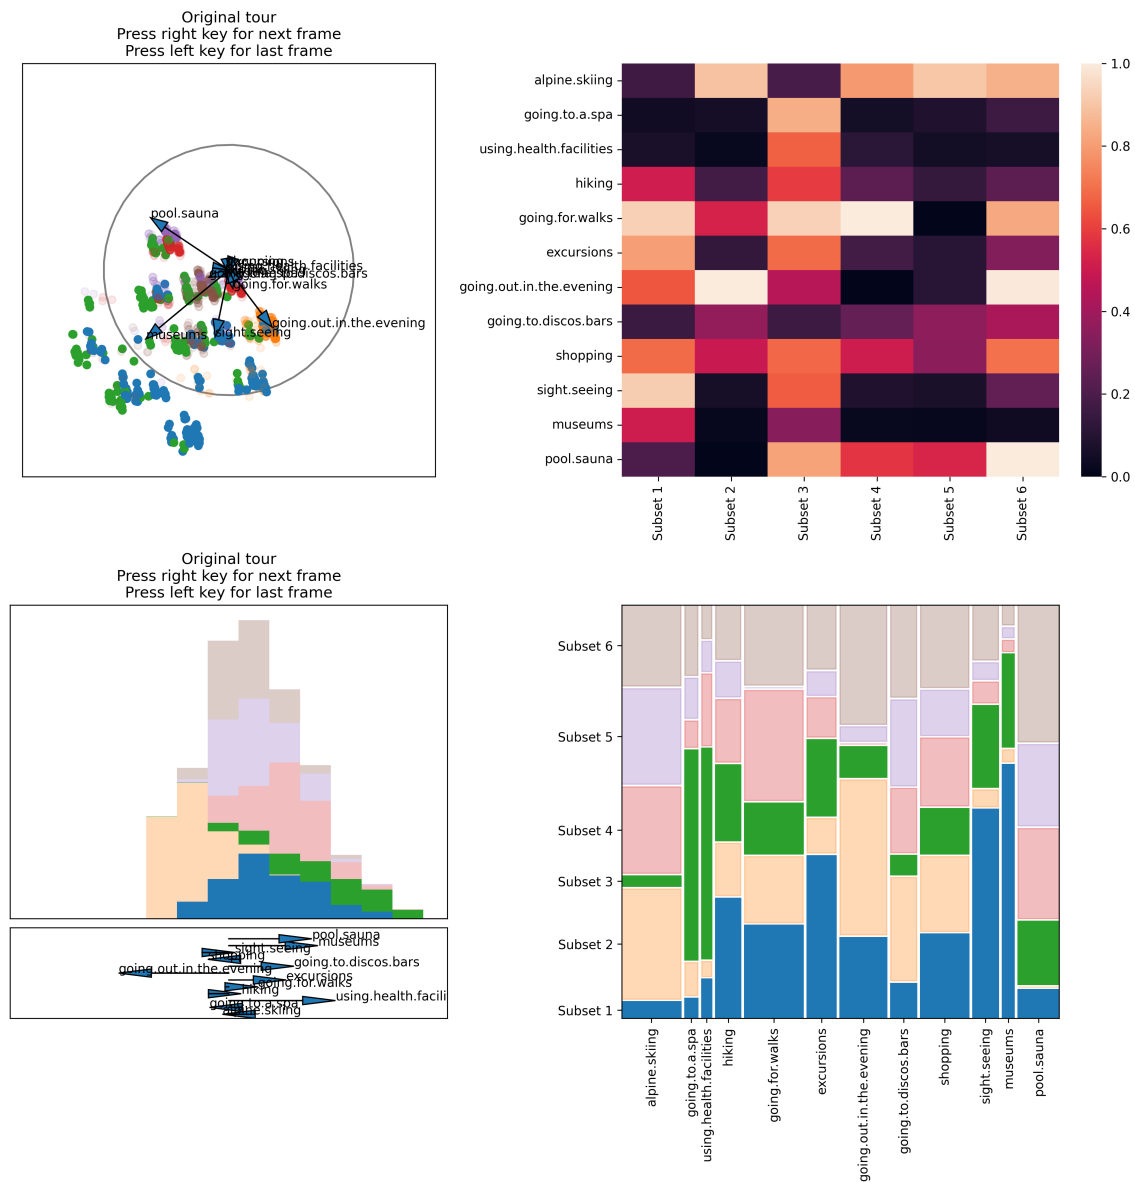 Original tour
Press right key for next frame
Press left key for last frame
pool.sauna
going.to.discos.bars
going.for.walks
going.out.in.the.evening
museums
sight.seeing
alpine.skiing
going.to.a.spa
using.health.facilities
hiking
going.for.walks
excursions
going.out.in.the.evening
going.to.discos.bars
shopping
sight.seeing
museums
pool.sauna
Subset 1
Subset 2
Subset 3
Subset 4
Subset 5
Subset 6
1.0
0.8
0.6
0.4
0.2
0.0
Original tour
Press right key for next frame
Press left key for last frame
pool.sauna
museums
sight.seeing
shopping
going.to.discos.bars
going.out.in.the.evening
excursions
going.for.walks
hiking
using.health.facili
going.to.a.spa
alpine.skiing
Subset 6
Subset 5
Subset 4
Subset 3
Subset 2
Subset 1
alpine.skiing
going.to.a.spa
using.health.facilities
hiking
going.for.walks
excursions
going.out.in.the.evening
going.to.discos.bars
shopping
sight.seeing
museums
pool.sauna